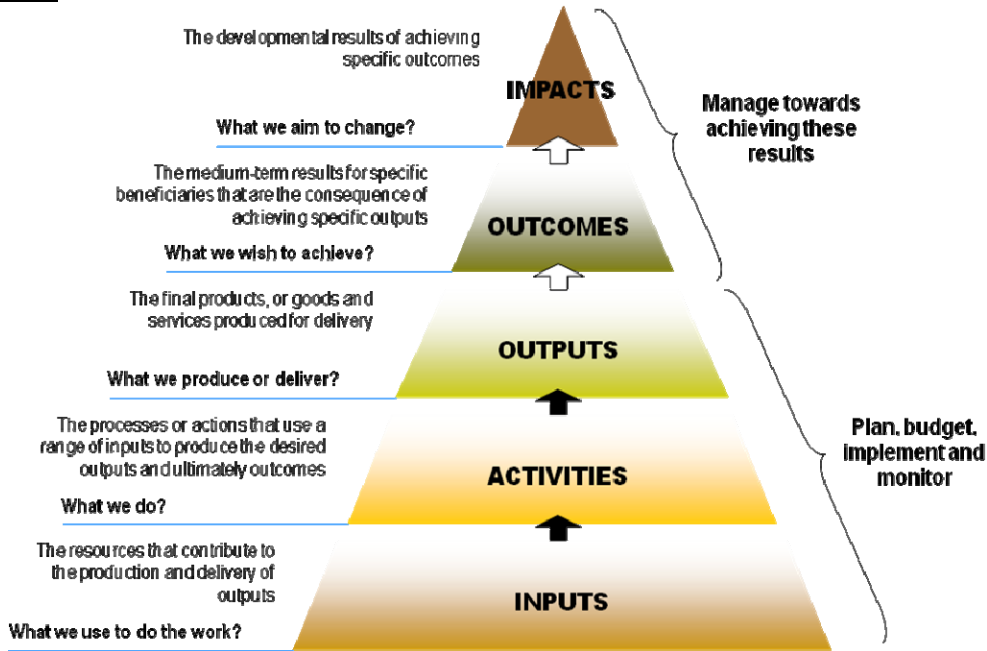 The developmental results of achieving
specific outcomes
IMPACTS
What we aim to change?
Manage towards
achieving these
results
The medium-term results for specific
beneficiaries that are the consequence of
achieving specific outputs
OUTCOMES
What we wish to achieve?
The final products, or goods and
services produced for delivery
OUTPUTS
What we produce or deliver?
The processes or actions that use a
range of inputs to produce the desired
outputs and ultimately outcomes
ACTIVITIES
What we do?
Plan, budget,
implement and
monitor
The resources that contribute to
the production and delivery of
outputs
INPUTS
What we use to do the work?